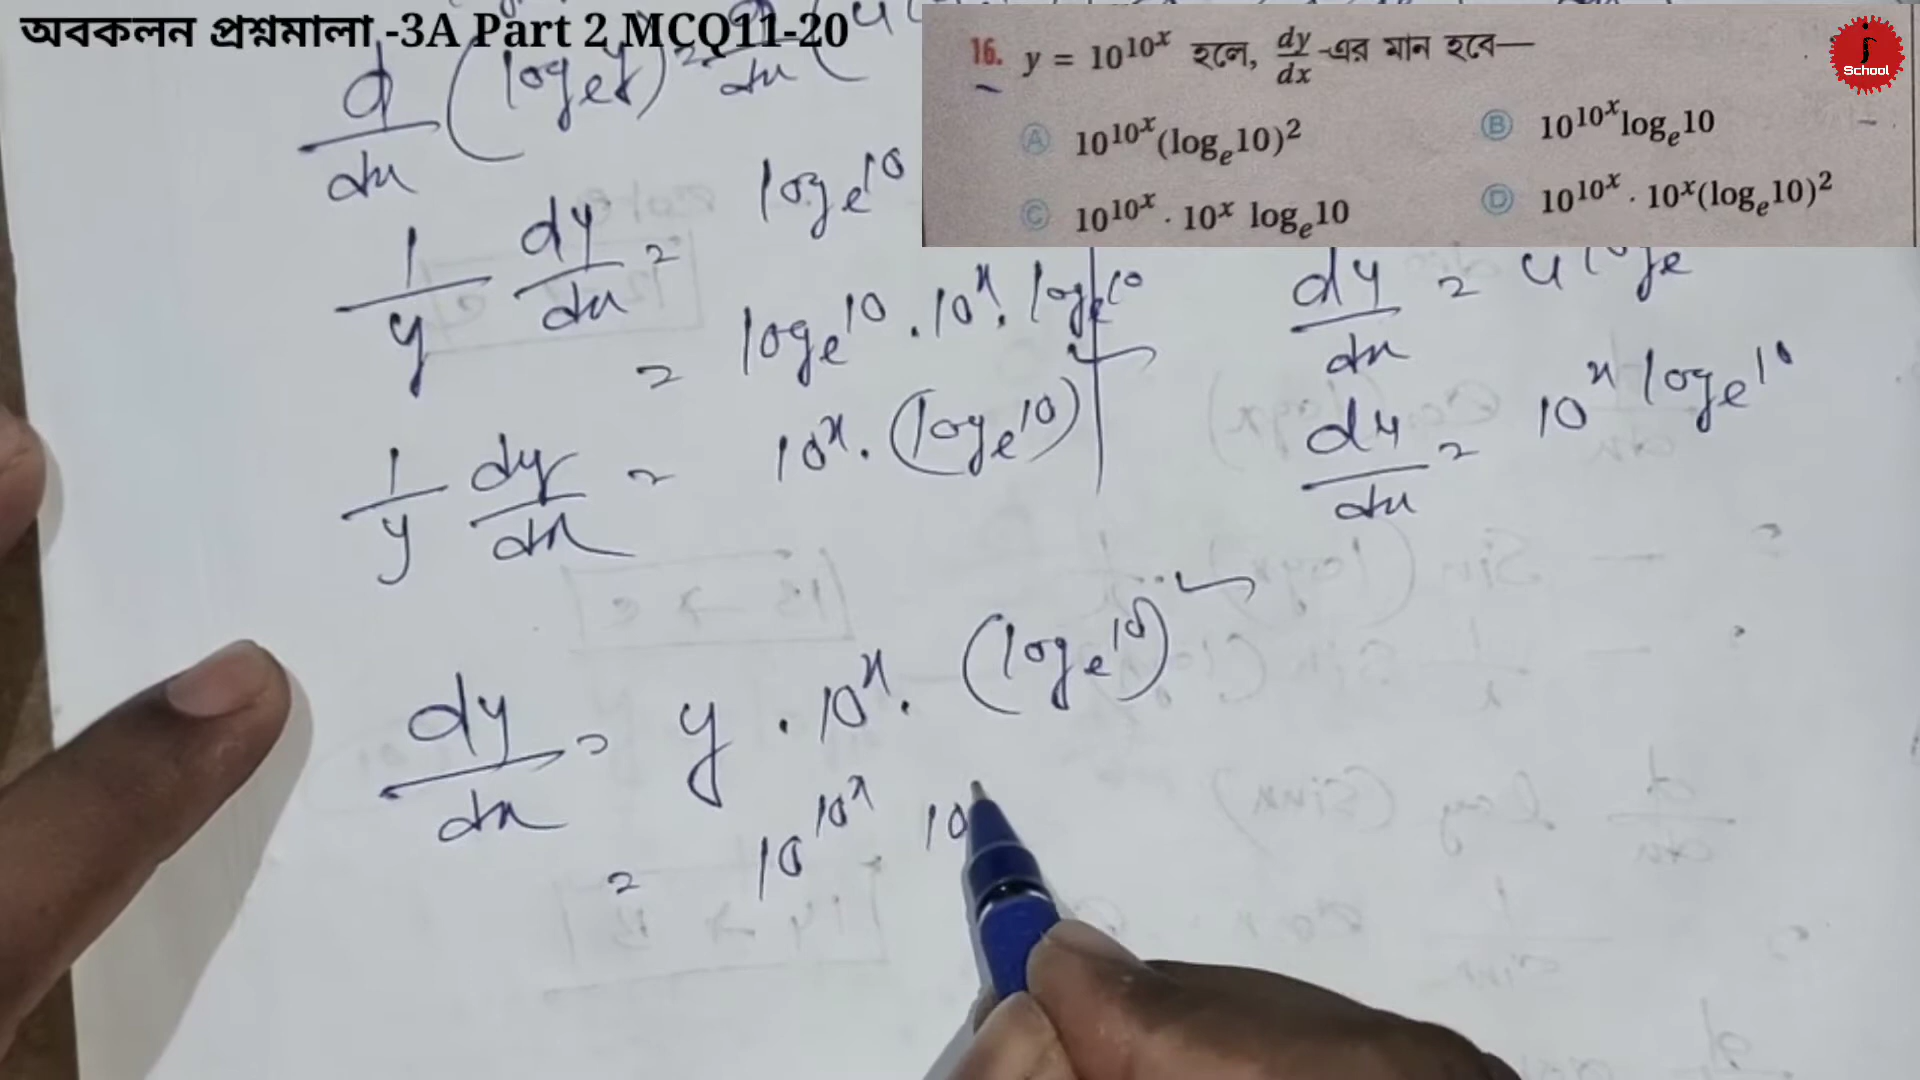 অবকলন প্রশ্নমালা -3A Part 2 MCQ11-20
16. y = 10^10^x হলে, dy/dx -এর মান হবে—
A 10^10^x (log_e 10)^2
B 10^10^x log_e 10
C 10^10^x . 10^x log_e 10
D 10^10^x . 10^x (log_e 10)^2
School
d/dx (log_e y) = d/dx (
1/y dy/dx = log_e 10
= log_e 10 . 10^x . log_e 10
1/y dy/dx = 10^x . (log_e 10)
dy/dx = y . 10^x . (log_e 10)^2
= 10^10^x . 10
dy/dx = u log_e
dy/dx = 10^x log_e 10